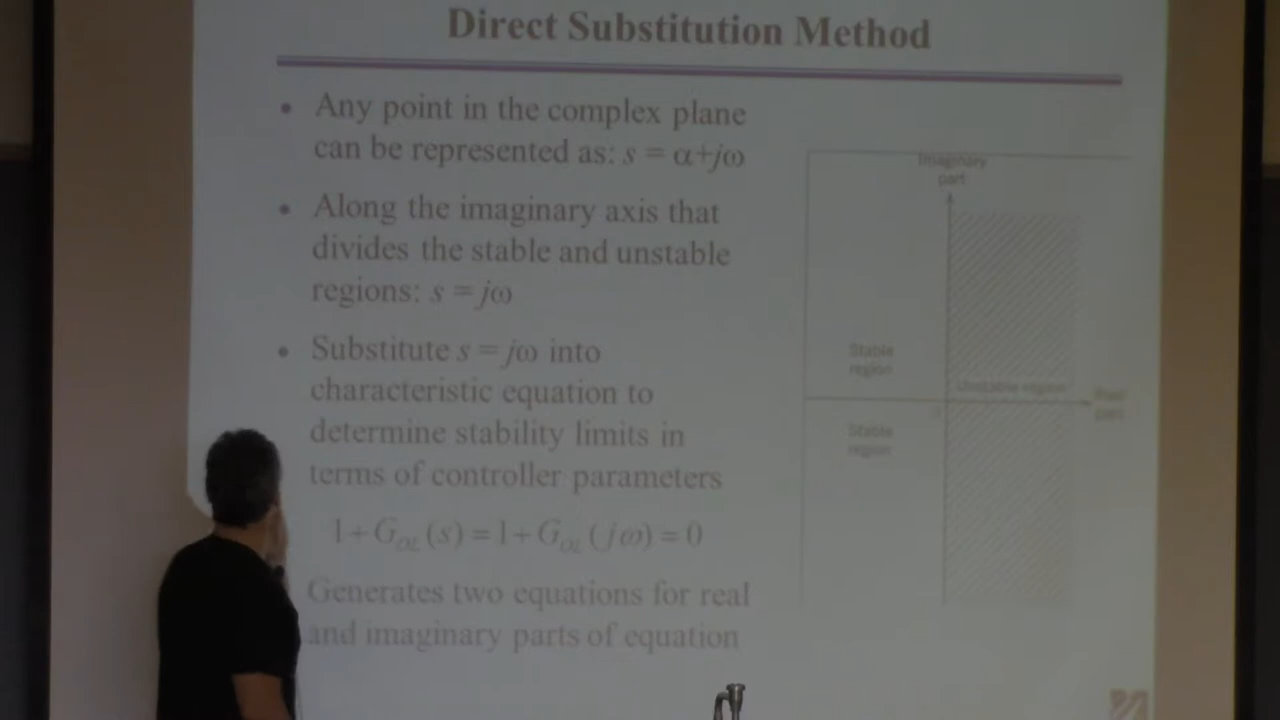 Direct Substitution Method
• Any point in the complex plane
can be represented as: s = α+jω
• Along the imaginary axis that
divides the stable and unstable
regions: s = jω
• Substitute s = jω into
characteristic equation to
determine stability limits in
terms of controller parameters
1+G_OL(s) = 1+G_OL(jω) = 0
Generates two equations for real
and imaginary parts of equation
Imaginary
part
Stable
region
Unstable region
Real
part
Stable
region